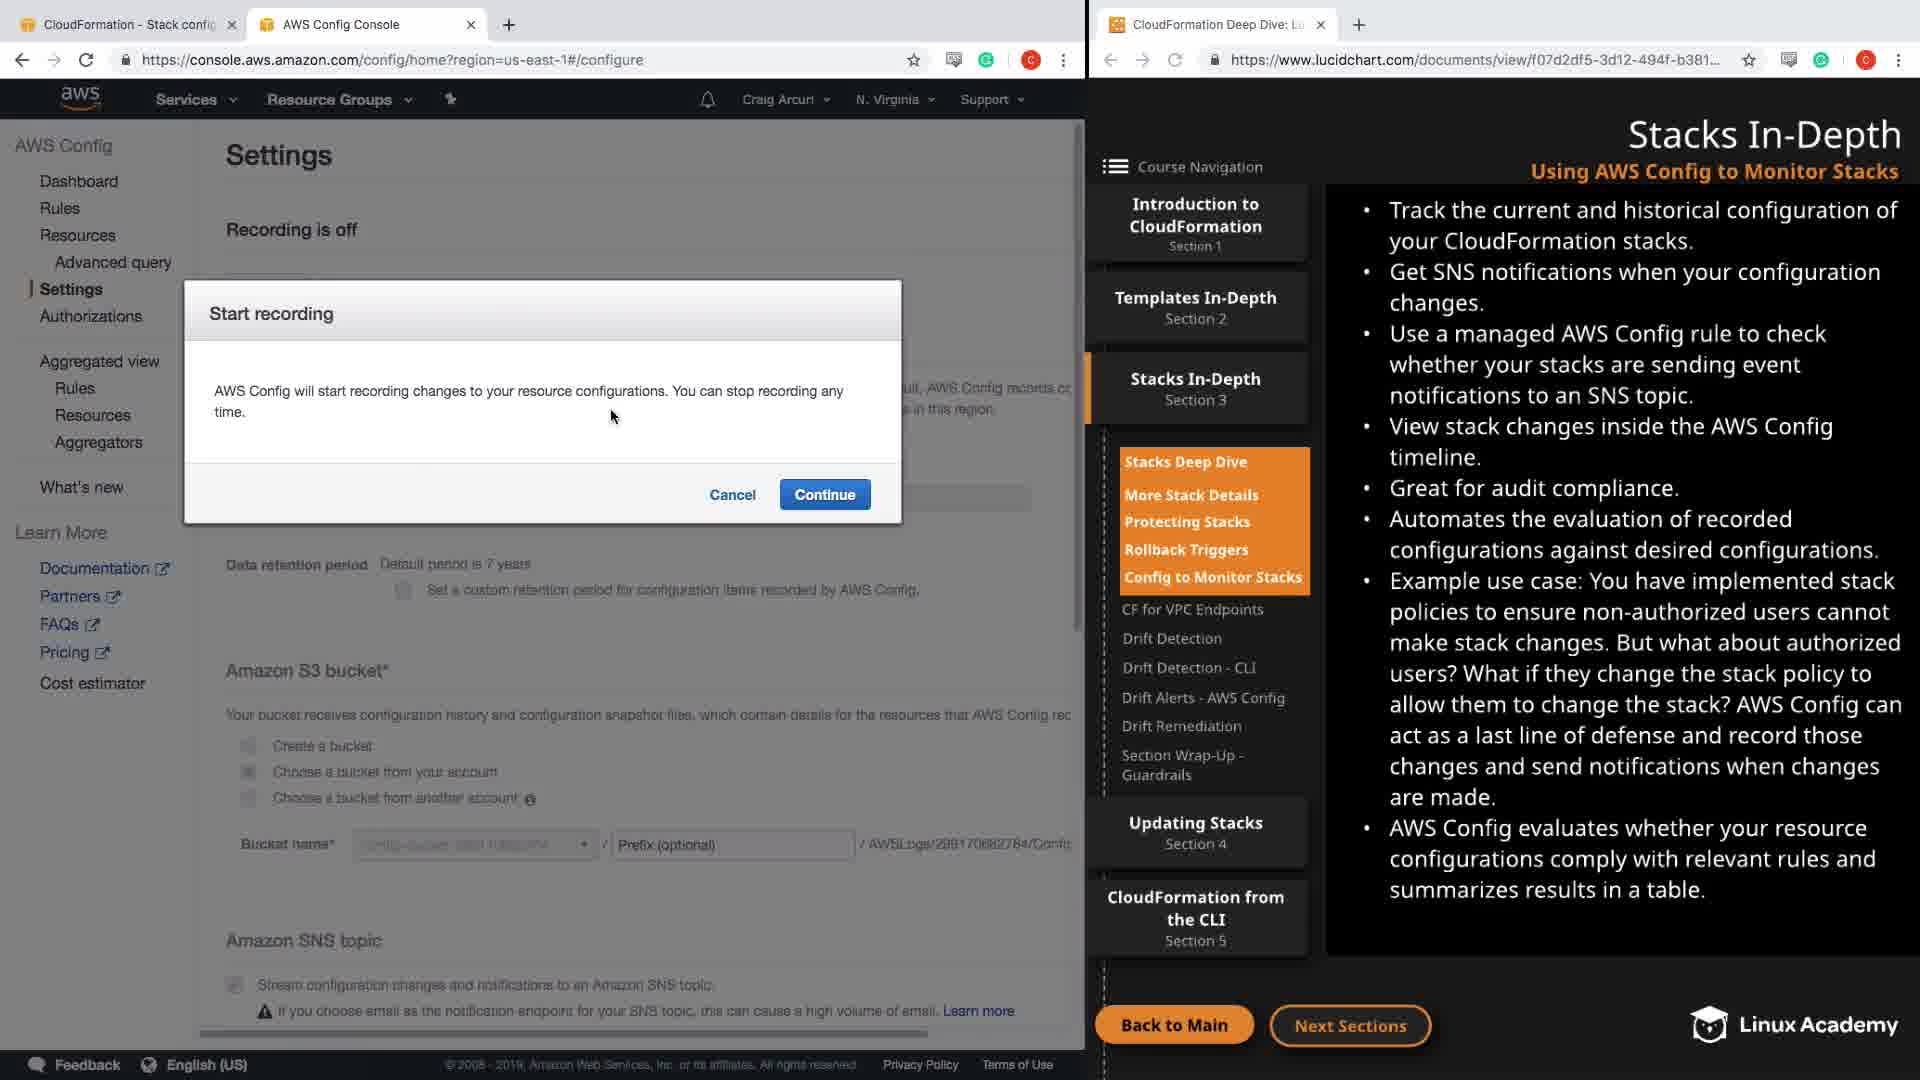 CloudFormation - Stack config
AWS Config Console
https://console.aws.amazon.com/config/home?region=us-east-1#/configure
C
aws
Services
Resource Groups
Craig Arcuri
N. Virginia
Support
AWS Config
Dashboard
Rules
Resources
Advanced query
Settings
Authorizations
Aggregated view
Rules
Resources
Aggregators
What's new
Learn More
Documentation
Partners
FAQs
Pricing
Cost estimator
Settings
Recording is off
Start recording
AWS Config will start recording changes to your resource configurations. You can stop recording any
time.
Cancel
Continue
AWS Config records
s in this region.
Data retention period
Default period is 7 years
Set a custom retention period for configuration items recorded by AWS Config.
Amazon S3 bucket*
Your bucket receives configuration history and configuration snapshot files, which contain details for the resources that AWS Config rec
Create a bucket
Choose a bucket from your account
Choose a bucket from another account
Bucket name*
/
Prefix (optional)
Amazon SNS topic
Stream configuration changes and notifications to an Amazon SNS topic.
If you choose email as the notification endpoint for your SNS topic, this can cause a high volume of email. Learn more
Feedback
English (US)
© 2008 - 2019, Amazon Web Services, Inc. or its affiliates. All rights reserved.
Privacy Policy
Terms of Use
CloudFormation Deep Dive: Lu
https://www.lucidchart.com/documents/view/f07d2df5-3d12-494f-b381...
C
Stacks In-Depth
Using AWS Config to Monitor Stacks
Course Navigation
Introduction to
CloudFormation
Section 1
Templates In-Depth
Section 2
Stacks In-Depth
Section 3
Stacks Deep Dive
More Stack Details
Protecting Stacks
Rollback Triggers
Config to Monitor Stacks
CF for VPC Endpoints
Drift Detection
Drift Detection - CLI
Drift Alerts - AWS Config
Drift Remediation
Section Wrap-Up -
Guardrails
Updating Stacks
Section 4
CloudFormation from
the CLI
Section 5
• Track the current and historical configuration of
your CloudFormation stacks.
• Get SNS notifications when your configuration
changes.
• Use a managed AWS Config rule to check
whether your stacks are sending event
notifications to an SNS topic.
• View stack changes inside the AWS Config
timeline.
• Great for audit compliance.
• Automates the evaluation of recorded
configurations against desired configurations.
• Example use case: You have implemented stack
policies to ensure non-authorized users cannot
make stack changes. But what about authorized
users? What if they change the stack policy to
allow them to change the stack? AWS Config can
act as a last line of defense and record those
changes and send notifications when changes
are made.
• AWS Config evaluates whether your resource
configurations comply with relevant rules and
summarizes results in a table.
Back to Main
Next Sections
Linux Academy